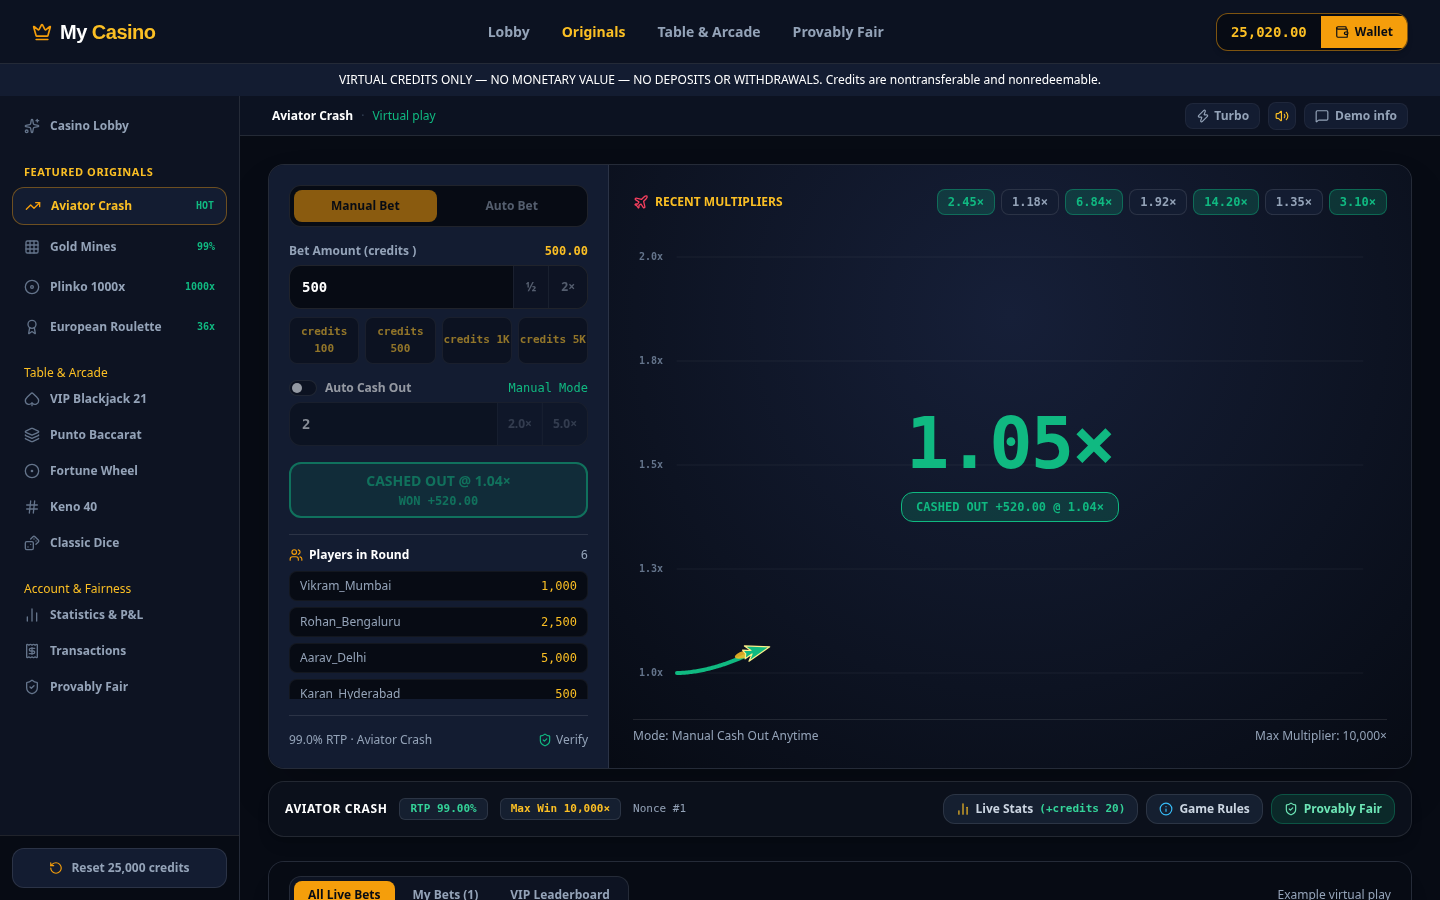 My Casino
Lobby Originals Table & Arcade Provably Fair
25,020.00 Wallet
VIRTUAL CREDITS ONLY — NO MONETARY VALUE — NO DEPOSITS OR WITHDRAWALS. Credits are nontransferable and nonredeemable.
Casino Lobby
FEATURED ORIGINALS
Aviator Crash HOT
Gold Mines 99%
Plinko 1000x 1000x
European Roulette 36x
Table & Arcade
VIP Blackjack 21
Punto Baccarat
Fortune Wheel
Keno 40
Classic Dice
Account & Fairness
Statistics & P&L
Transactions
Provably Fair
Reset 25,000 credits
Aviator Crash · Virtual play
Turbo Demo info
Manual Bet Auto Bet
Bet Amount (credits ) 500.00
500 ½ 2×
credits 100 credits 500 credits 1K credits 5K
Auto Cash Out Manual Mode
2 2.0× 5.0×
CASHED OUT @ 1.04×
WON +520.00
Players in Round 6
Vikram_Mumbai 1,000
Rohan_Bengaluru 2,500
Aarav_Delhi 5,000
Karan_Hyderabad 500
99.0% RTP · Aviator Crash Verify
RECENT MULTIPLIERS 2.45× 1.18× 6.84× 1.92× 14.20× 1.35× 3.10×
2.0x
1.8x
1.5x
1.3x
1.0x
1.05×
CASHED OUT +520.00 @ 1.04×
Mode: Manual Cash Out Anytime Max Multiplier: 10,000×
AVIATOR CRASH RTP 99.00% Max Win 10,000× Nonce #1
Live Stats (+credits 20) Game Rules Provably Fair
All Live Bets My Bets (1) VIP Leaderboard Example virtual play